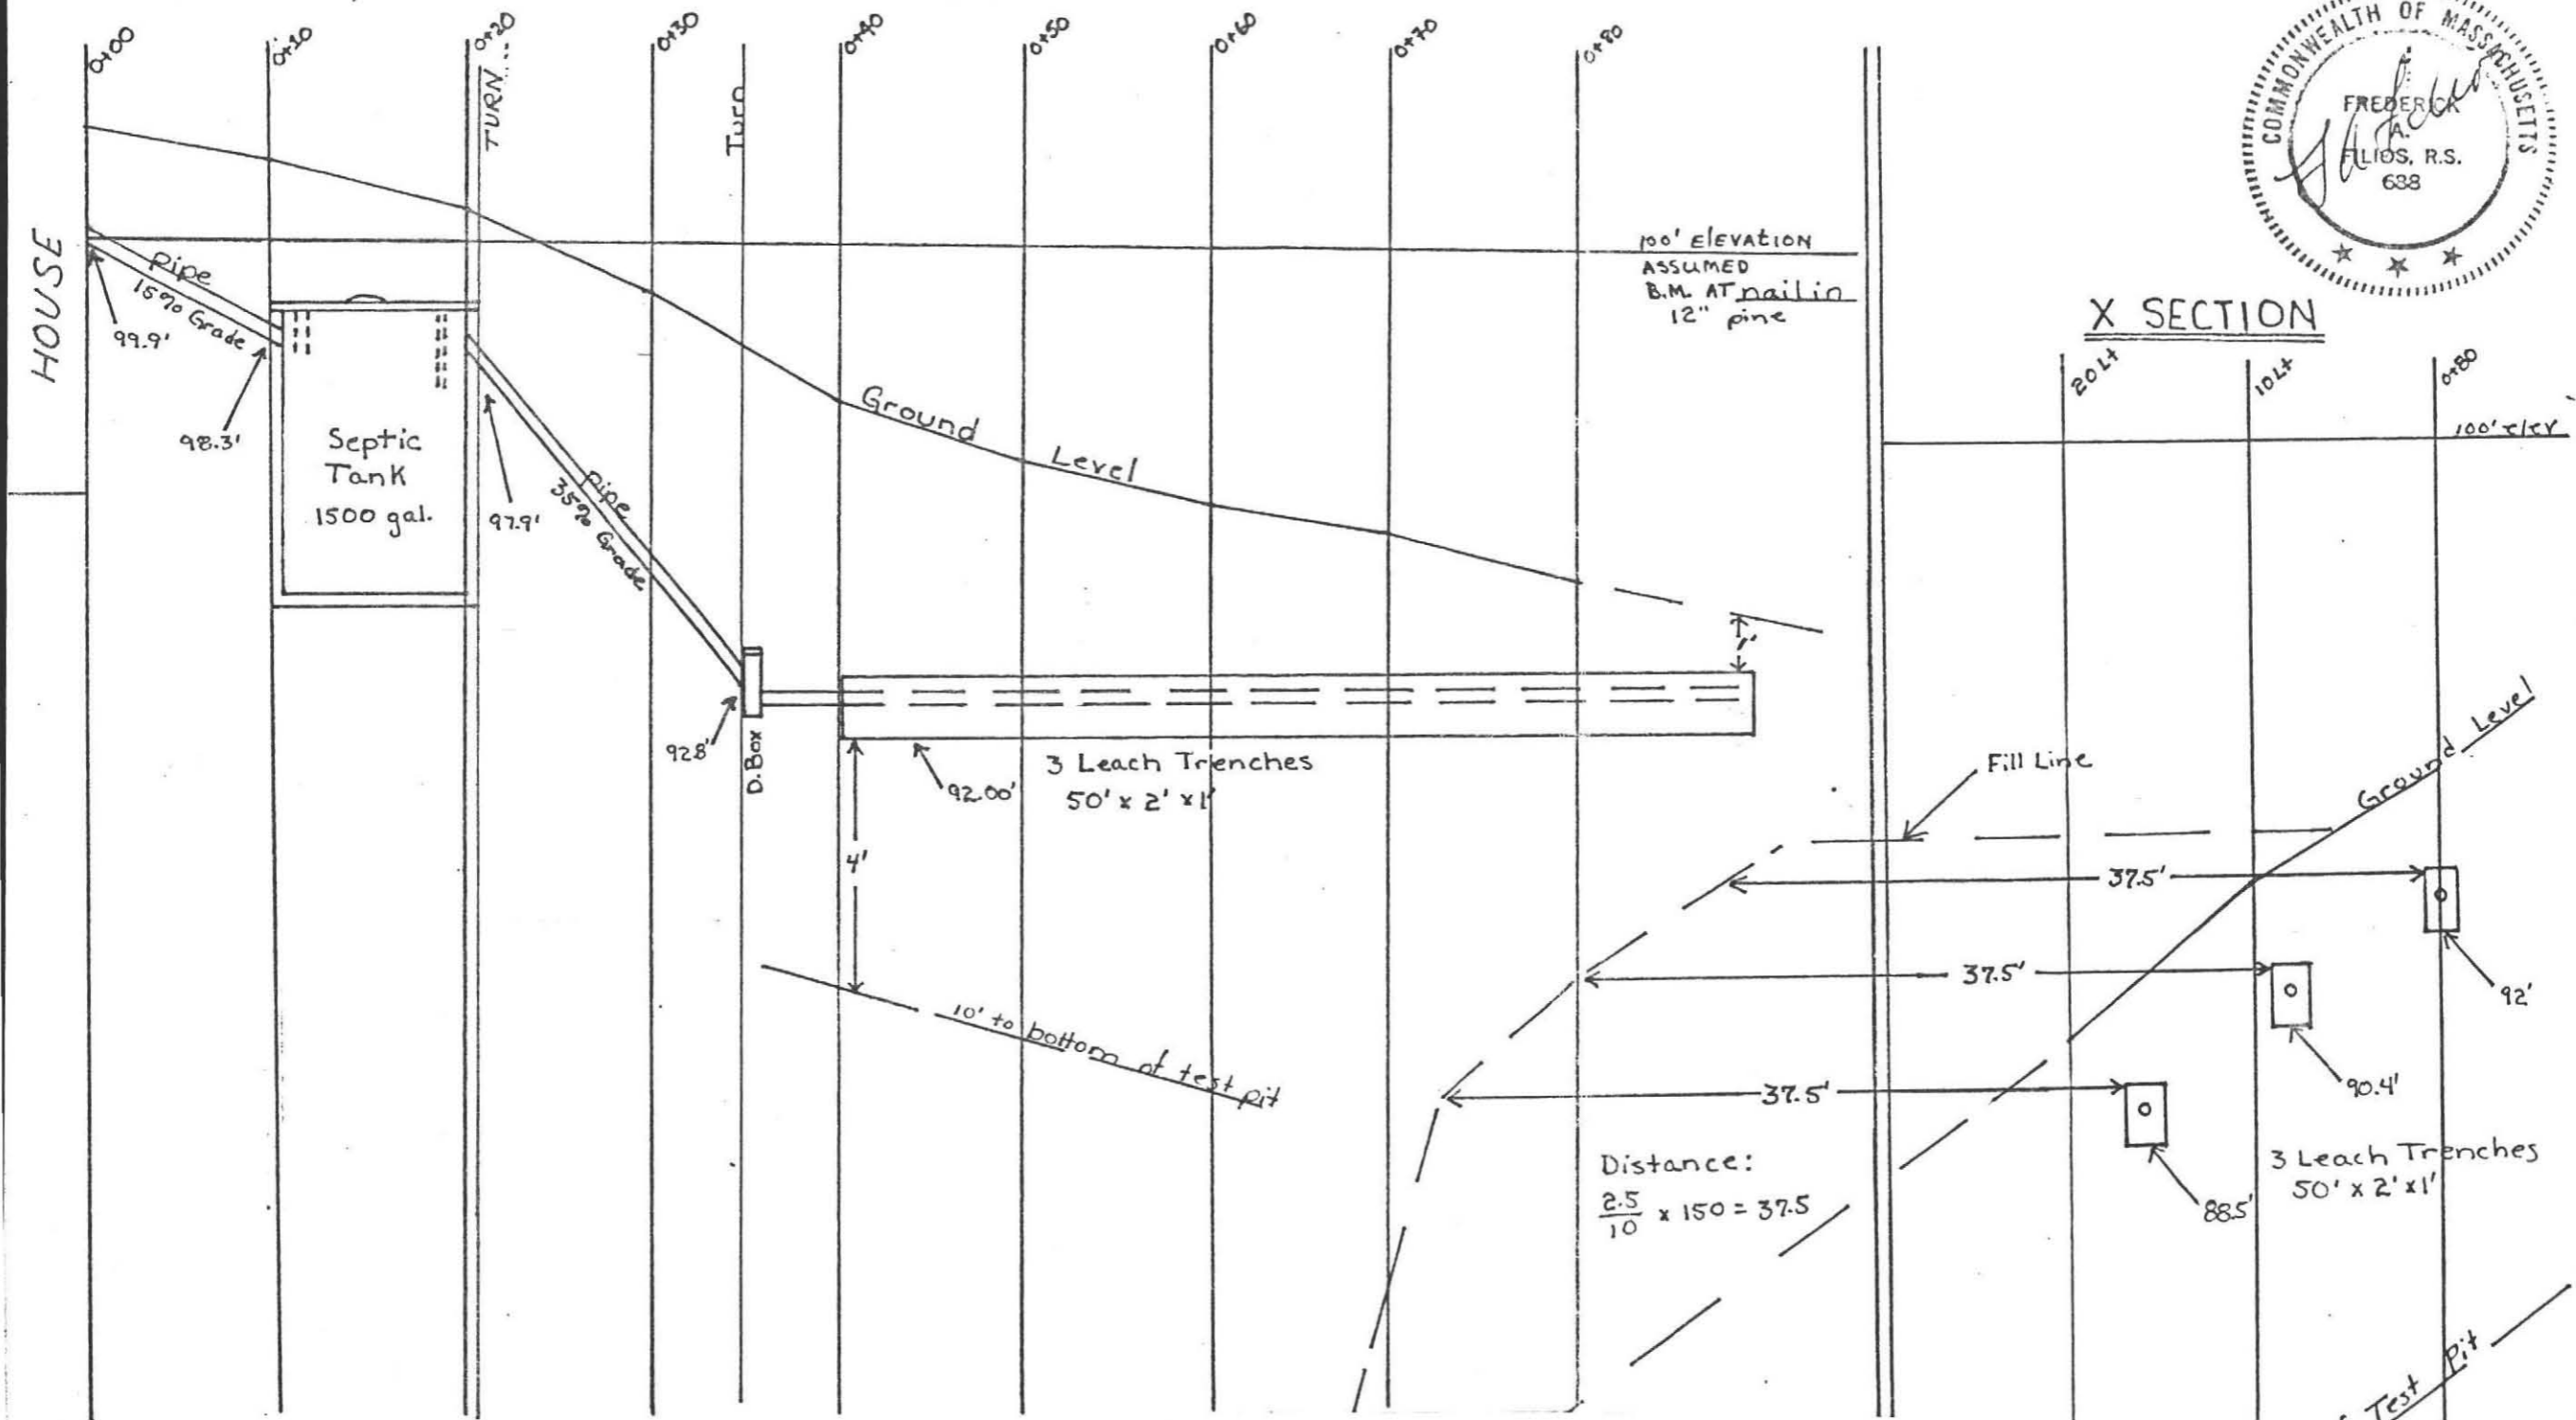 0+00
0+10
0+20
0+30
0+40
0+50
0+60
0+70
0+80
TURN
Turn
HOUSE
Pipe
15% Grade
99.9'
98.3'
Septic
Tank
1500 gal.
97.9'
Pipe
35% Grade
92.8'
D. Box
Ground Level
100' ElEVATION
ASSUMED
B.M. AT nail in
12" pine
1'
92.00'
3 Leach Trenches
50' x 2' x 1'
4'
10' to bottom of test pit
COMMONWEALTH OF MASSACHUSETTS
FREDERICK
A.
FILIOS, R.S.
638
X SECTION
20 Lt
10 Lt
0+80
100' elev
Ground Level
Fill Line
37.5'
37.5'
37.5'
92'
90.4'
88.5'
3 Leach Trenches
50' x 2' x 1'
Distance:
2.5
10
x 150 = 37.5
Test Pit